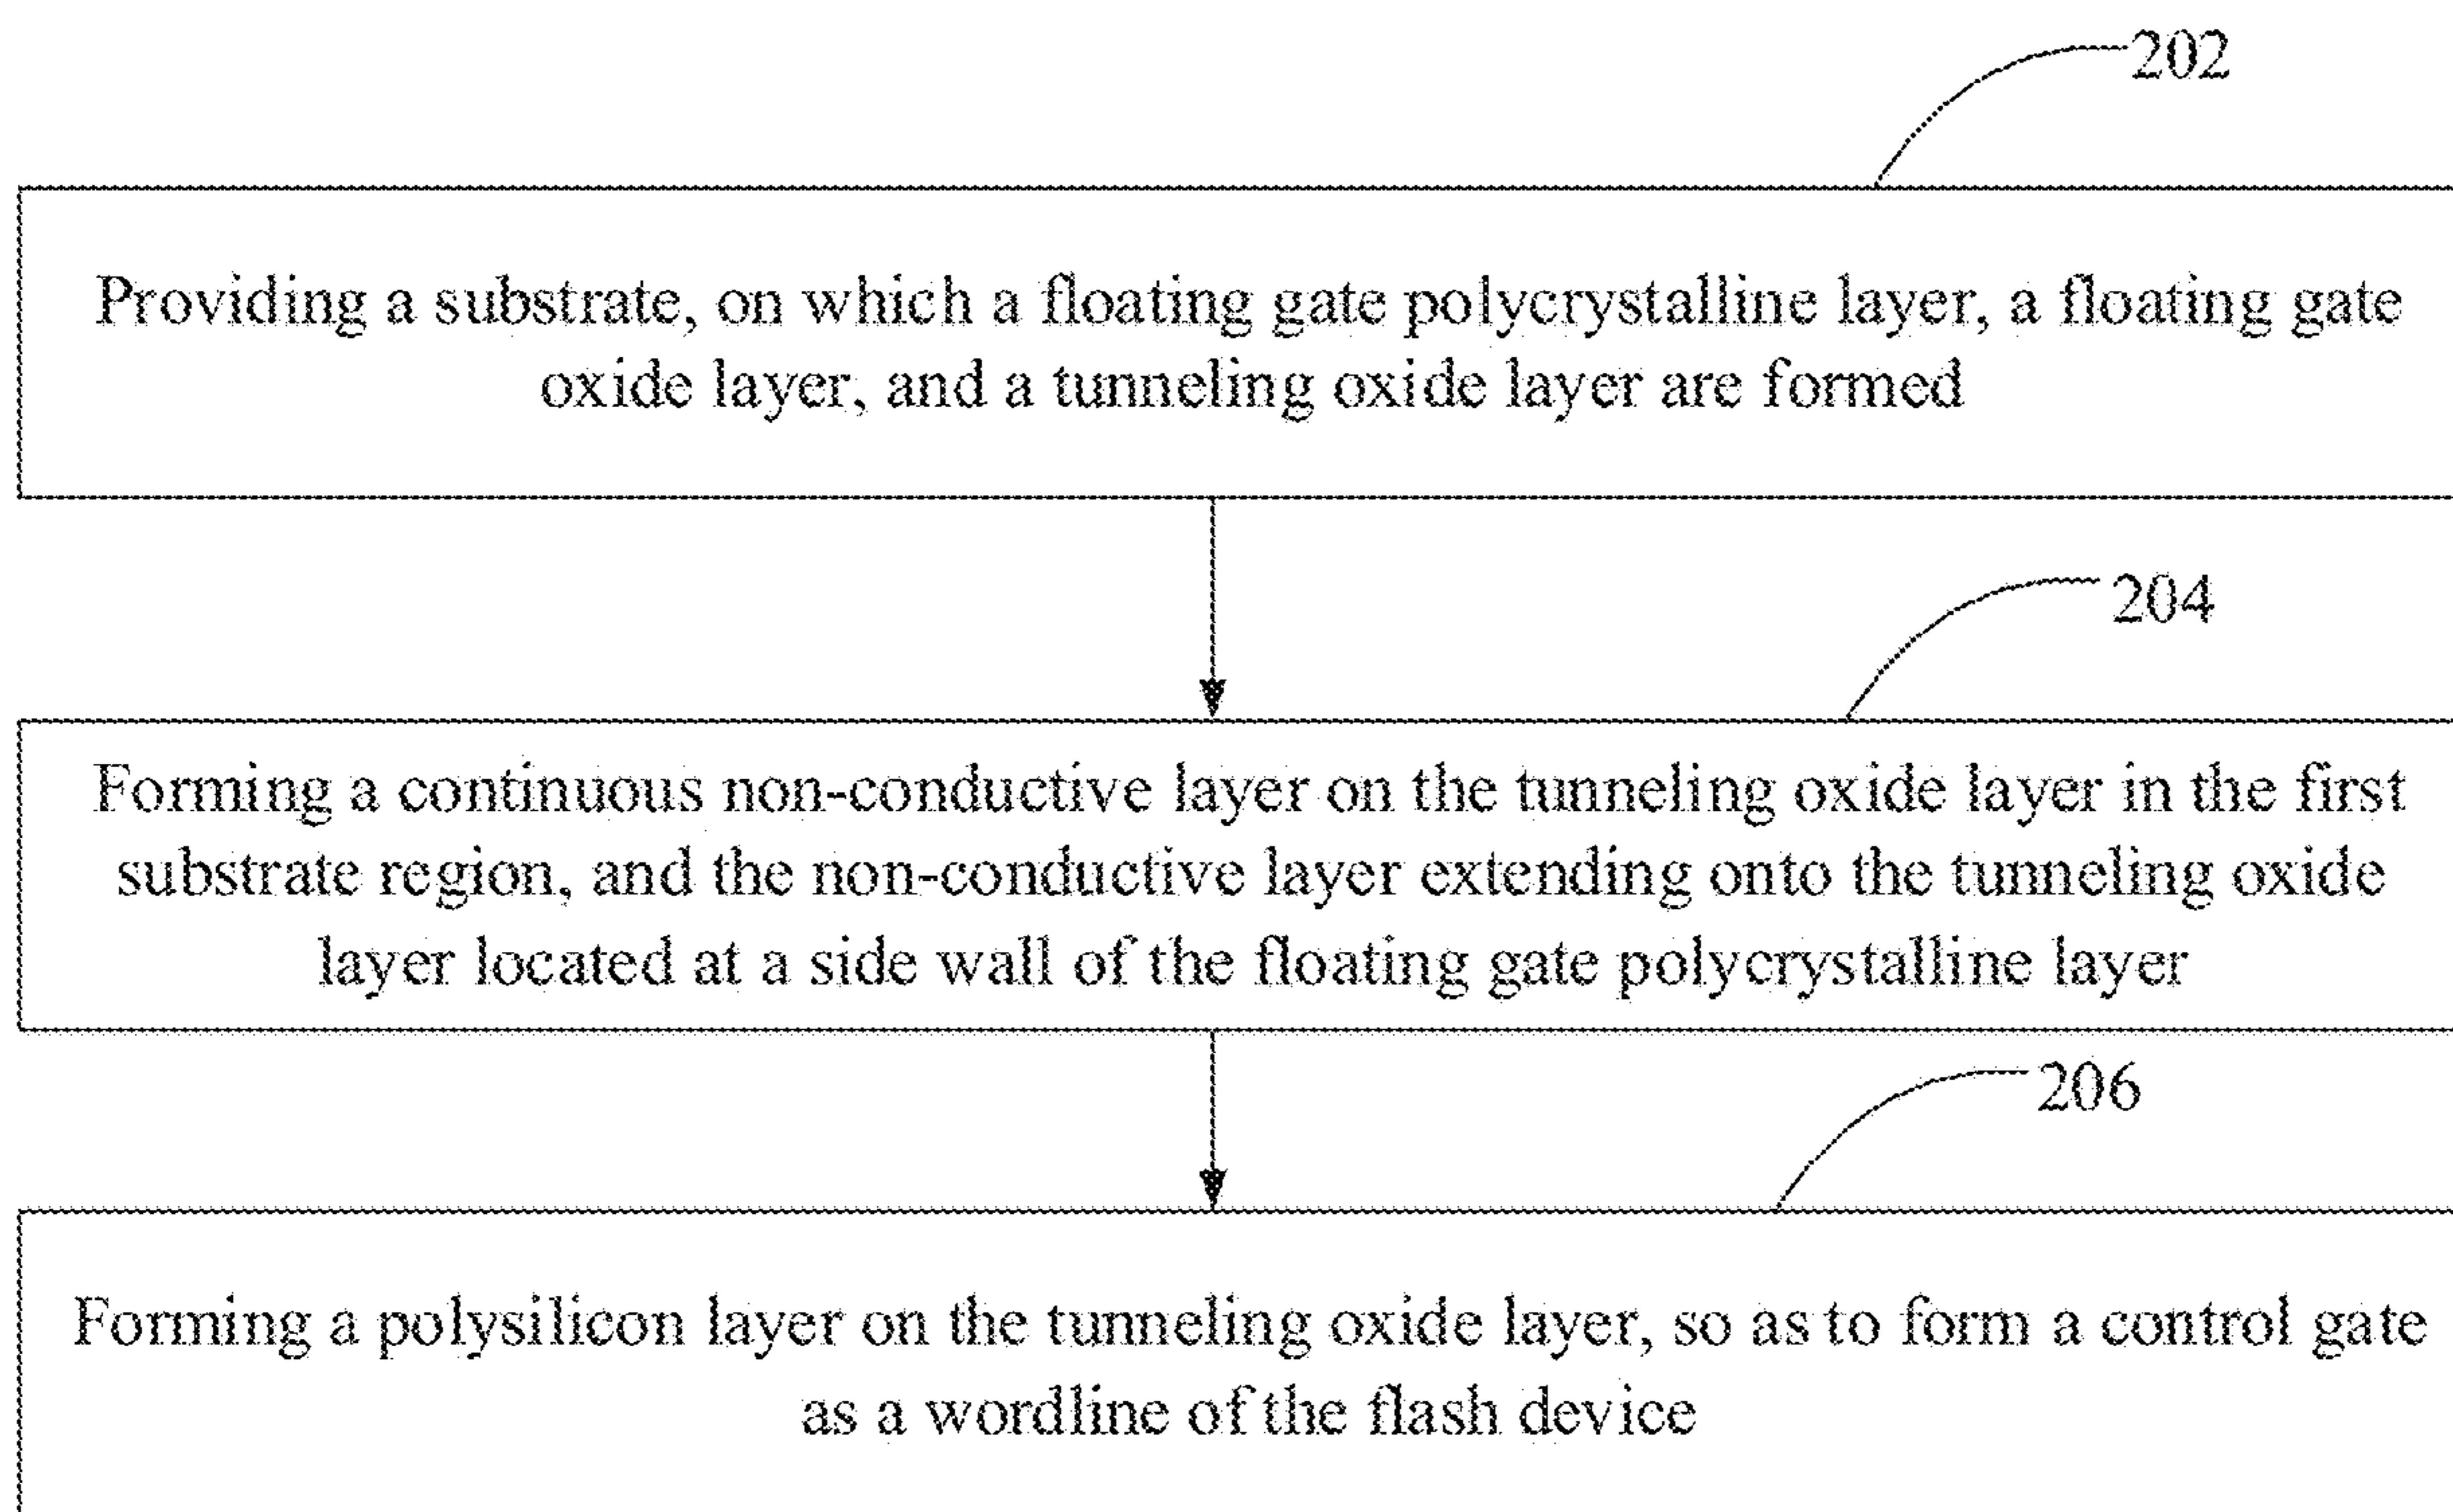 202
Providing a substrate, on which a floating gate polycrystalline layer, a floating gate
oxide layer, and a tunneling oxide layer are formed
204
Forming a continuous non-conductive layer on the tunneling oxide layer in the first
substrate region, and the non-conductive layer extending onto the tunneling oxide
layer located at a side wall of the floating gate polycrystalline layer
206
Forming a polysilicon layer on the tunneling oxide layer, so as to form a control gate
as a wordline of the flash device